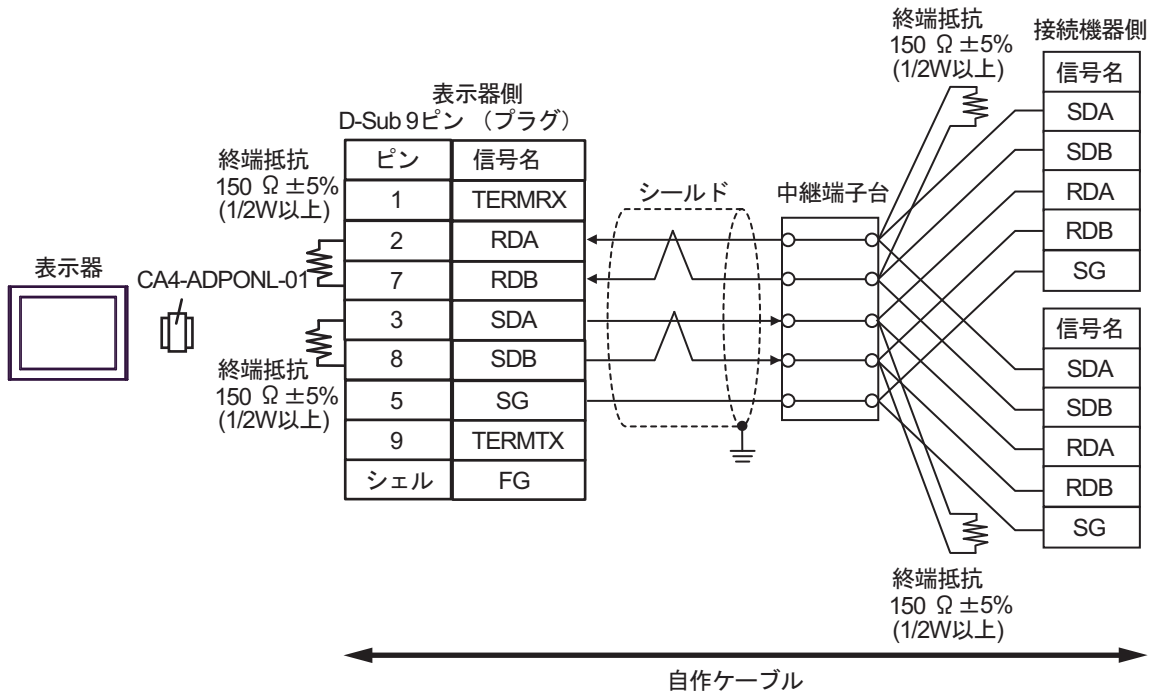 終端抵抗
150 Ω ±5%
(1/2W以上)
接続機器側
信号名
SDA
SDB
RDA
RDB
SG
表示器側
D-Sub 9ピン （プラグ）
ピン 信号名
1 TERMRX
2 RDA
7 RDB
3 SDA
8 SDB
5 SG
9 TERMTX
シェル FG
終端抵抗
150 Ω ±5%
(1/2W以上)
シールド
中継端子台
表示器
CA4-ADPONL-01
終端抵抗
150 Ω ±5%
(1/2W以上)
信号名
SDA
SDB
RDA
RDB
SG
終端抵抗
150 Ω ±5%
(1/2W以上)
自作ケーブル